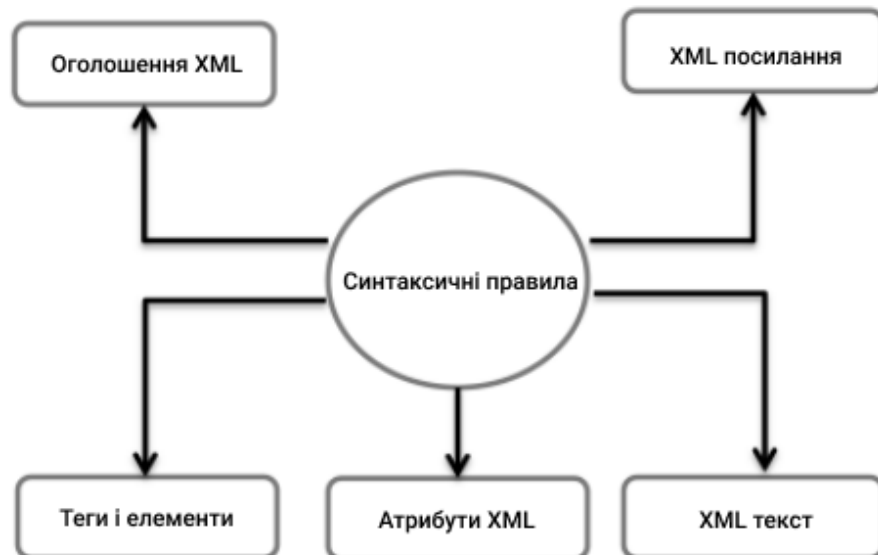 Оголошення XML
XML посилання
Синтаксичні правила
Теги і елементи
Атрибути XML
XML текст